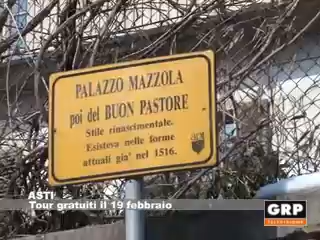 PALAZZO MAZZOLA
poi del BUON PASTORE
Stile rinascimentale.
Esisteva nelle forme
attuali gia' nel 1516.
ASTI
Tour gratuiti il 19 febbraio
GRP
TELEVISIONE